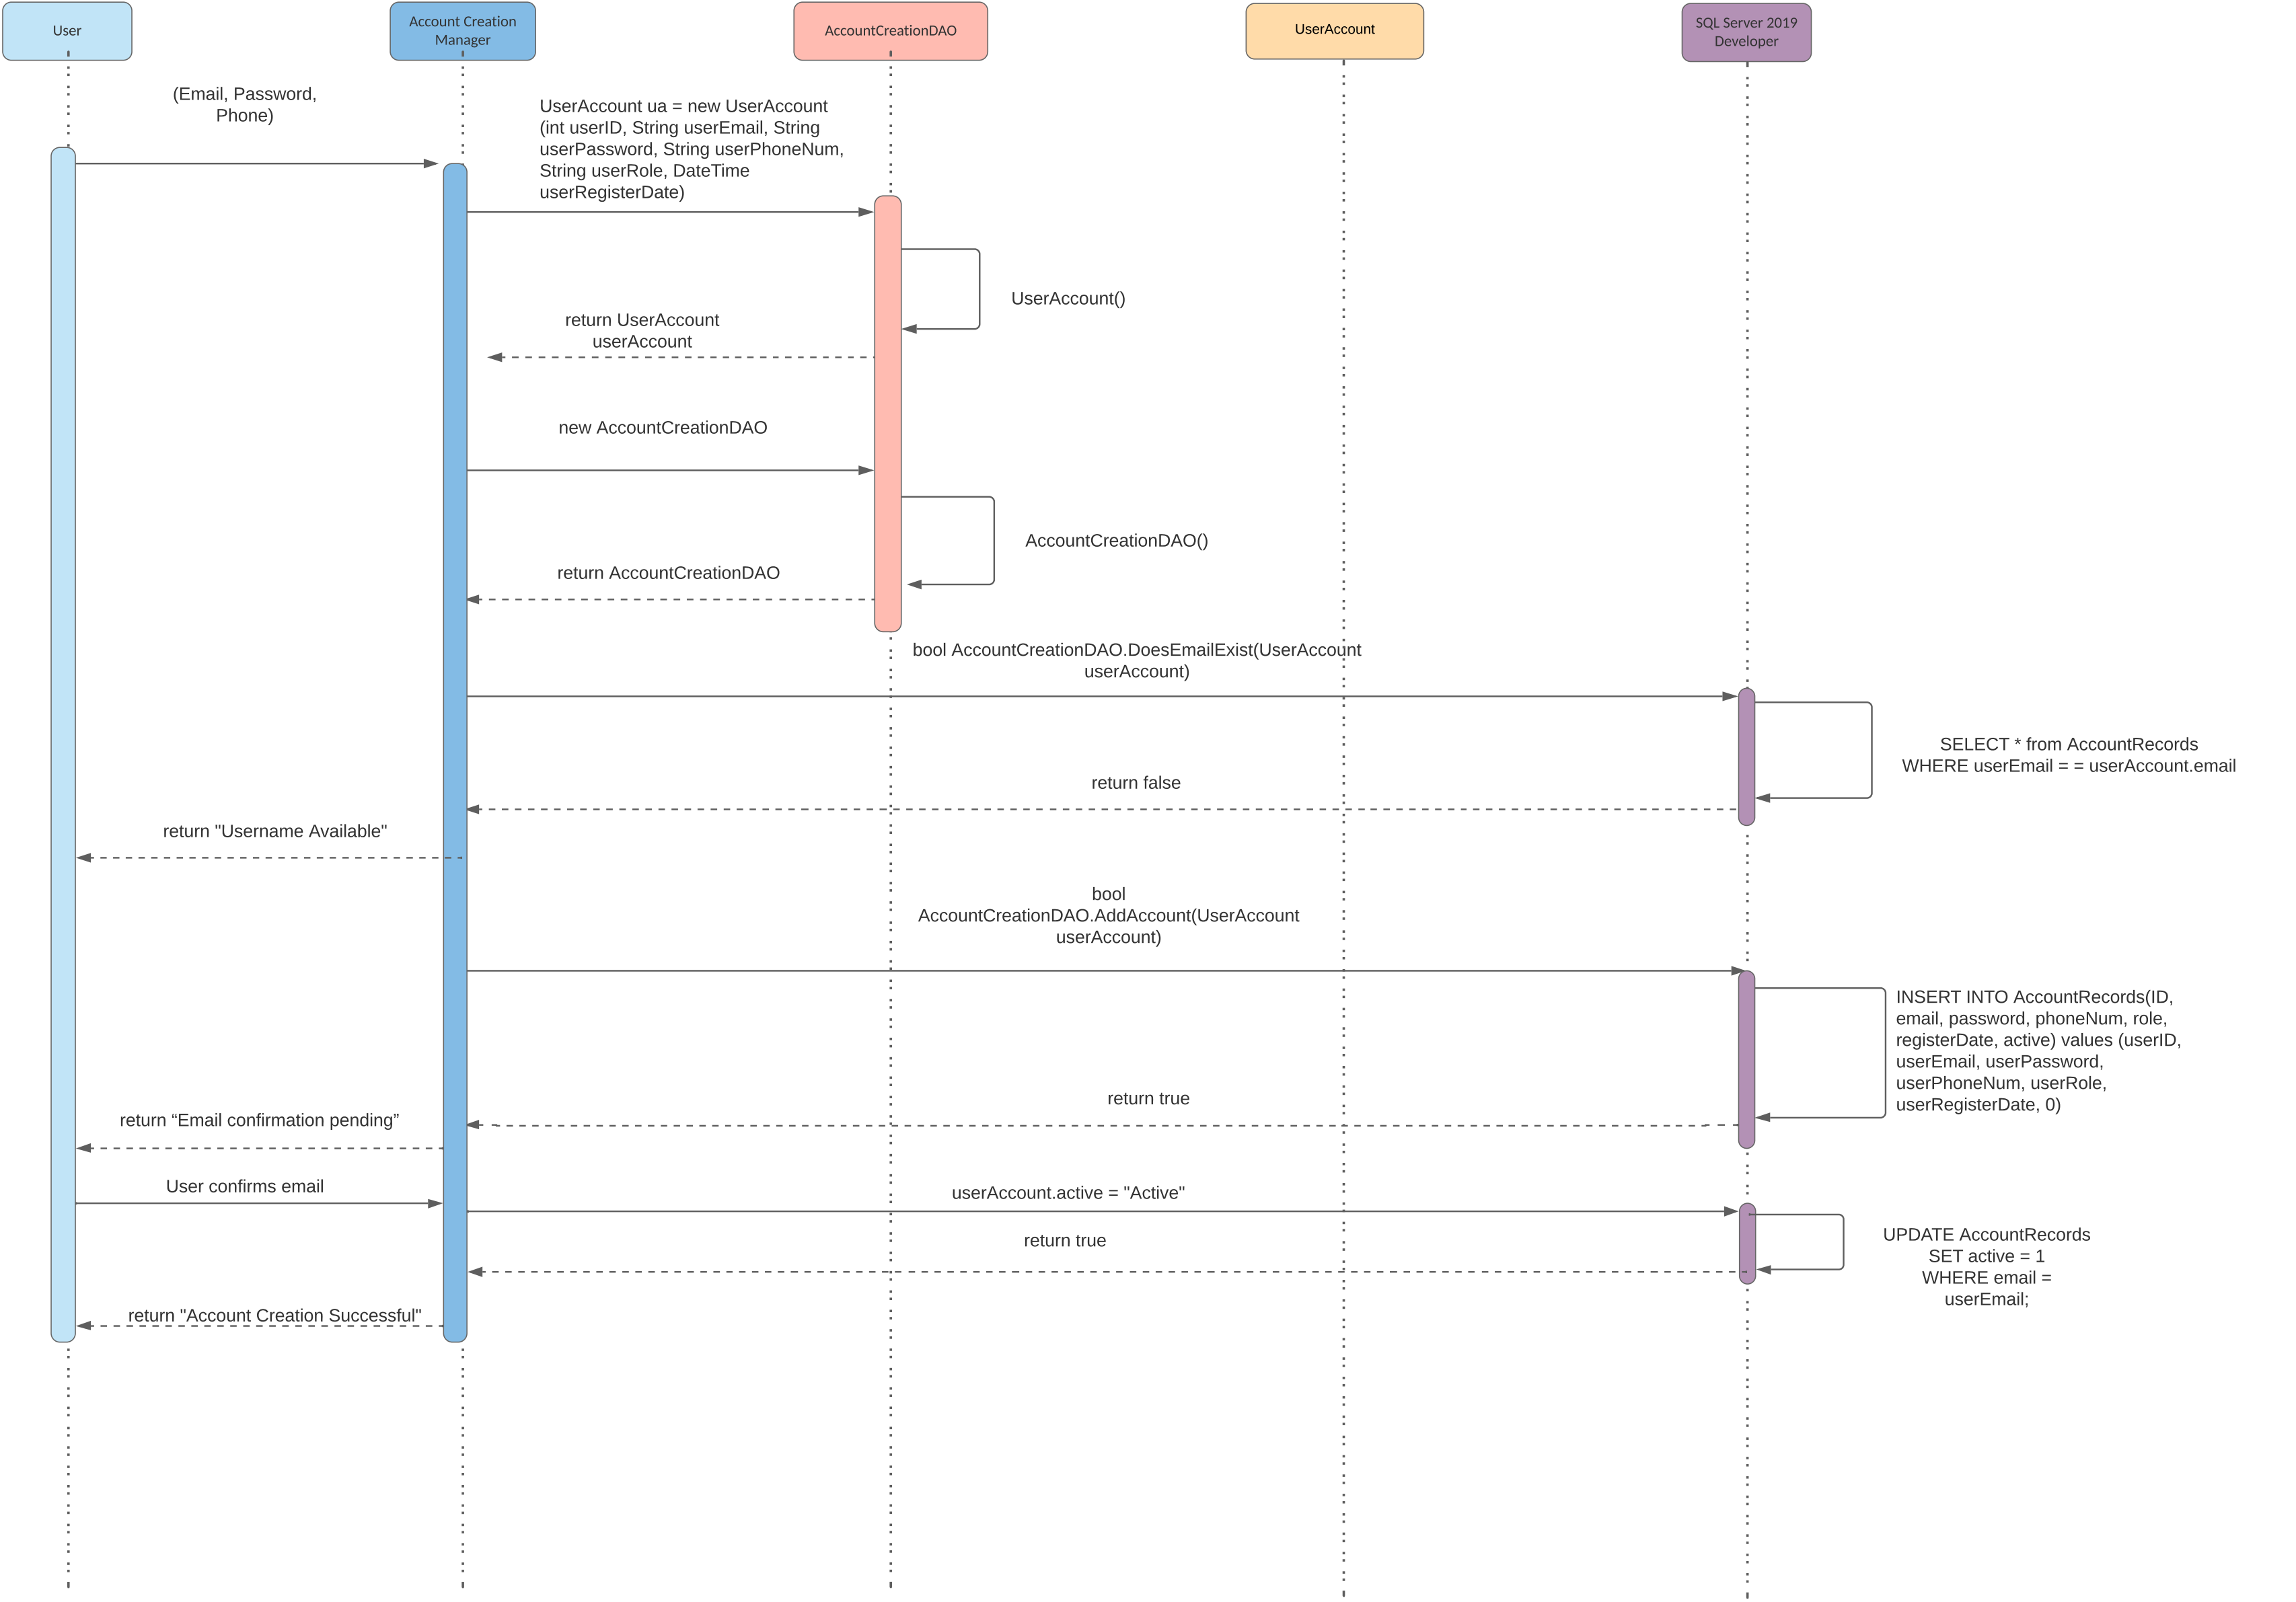 User
Account Creation
Manager
AccountCreationDAO
UserAccount
SQL Server 2019
Developer
(Email, Password,
Phone)
UserAccount ua = new UserAccount
(int userID, String userEmail, String
userPassword, String userPhoneNum,
String userRole, DateTime
userRegisterDate)
UserAccount()
return UserAccount
userAccount
new AccountCreationDAO
AccountCreationDAO()
return AccountCreationDAO
bool AccountCreationDAO.DoesEmailExist(UserAccount
userAccount)
SELECT * from AccountRecords
WHERE userEmail = = userAccount.email
return false
return "Username Available"
bool
AccountCreationDAO.AddAccount(UserAccount
userAccount)
INSERT INTO AccountRecords(ID,
email, password, phoneNum, role,
registerDate, active) values (userID,
userEmail, userPassword,
userPhoneNum, userRole,
userRegisterDate, 0)
return true
return “Email confirmation pending”
User confirms email
userAccount.active = "Active"
return true
UPDATE AccountRecords
SET active = 1
WHERE email =
userEmail;
return "Account Creation Successful"